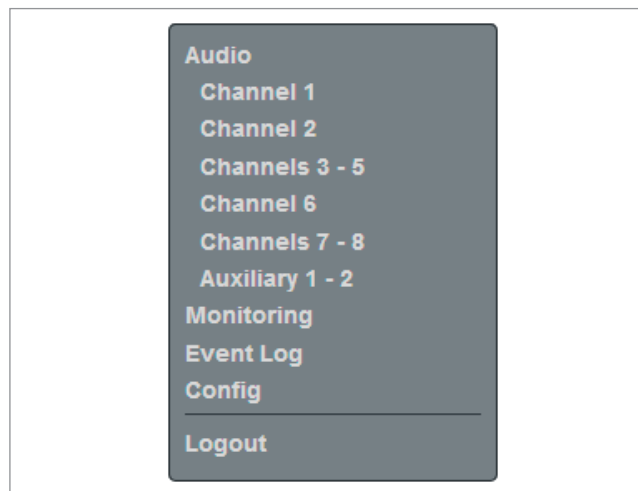 Audio
Channel 1
Channel 2
Channels 3 - 5
Channel 6
Channels 7 - 8
Auxiliary 1 - 2
Monitoring
Event Log
Config
Logout